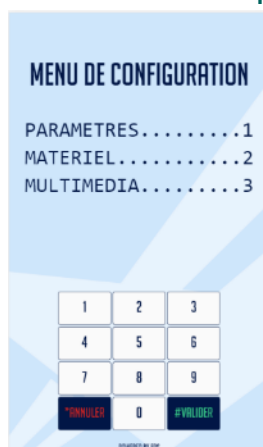 MENU DE CONFIGURATION
PARAMETRES.........1
MATERIEL...........2
MULTIMEDIA.........3
1 2 3
4 5 6
7 8 9
*ANNULER 0 #VALIDER